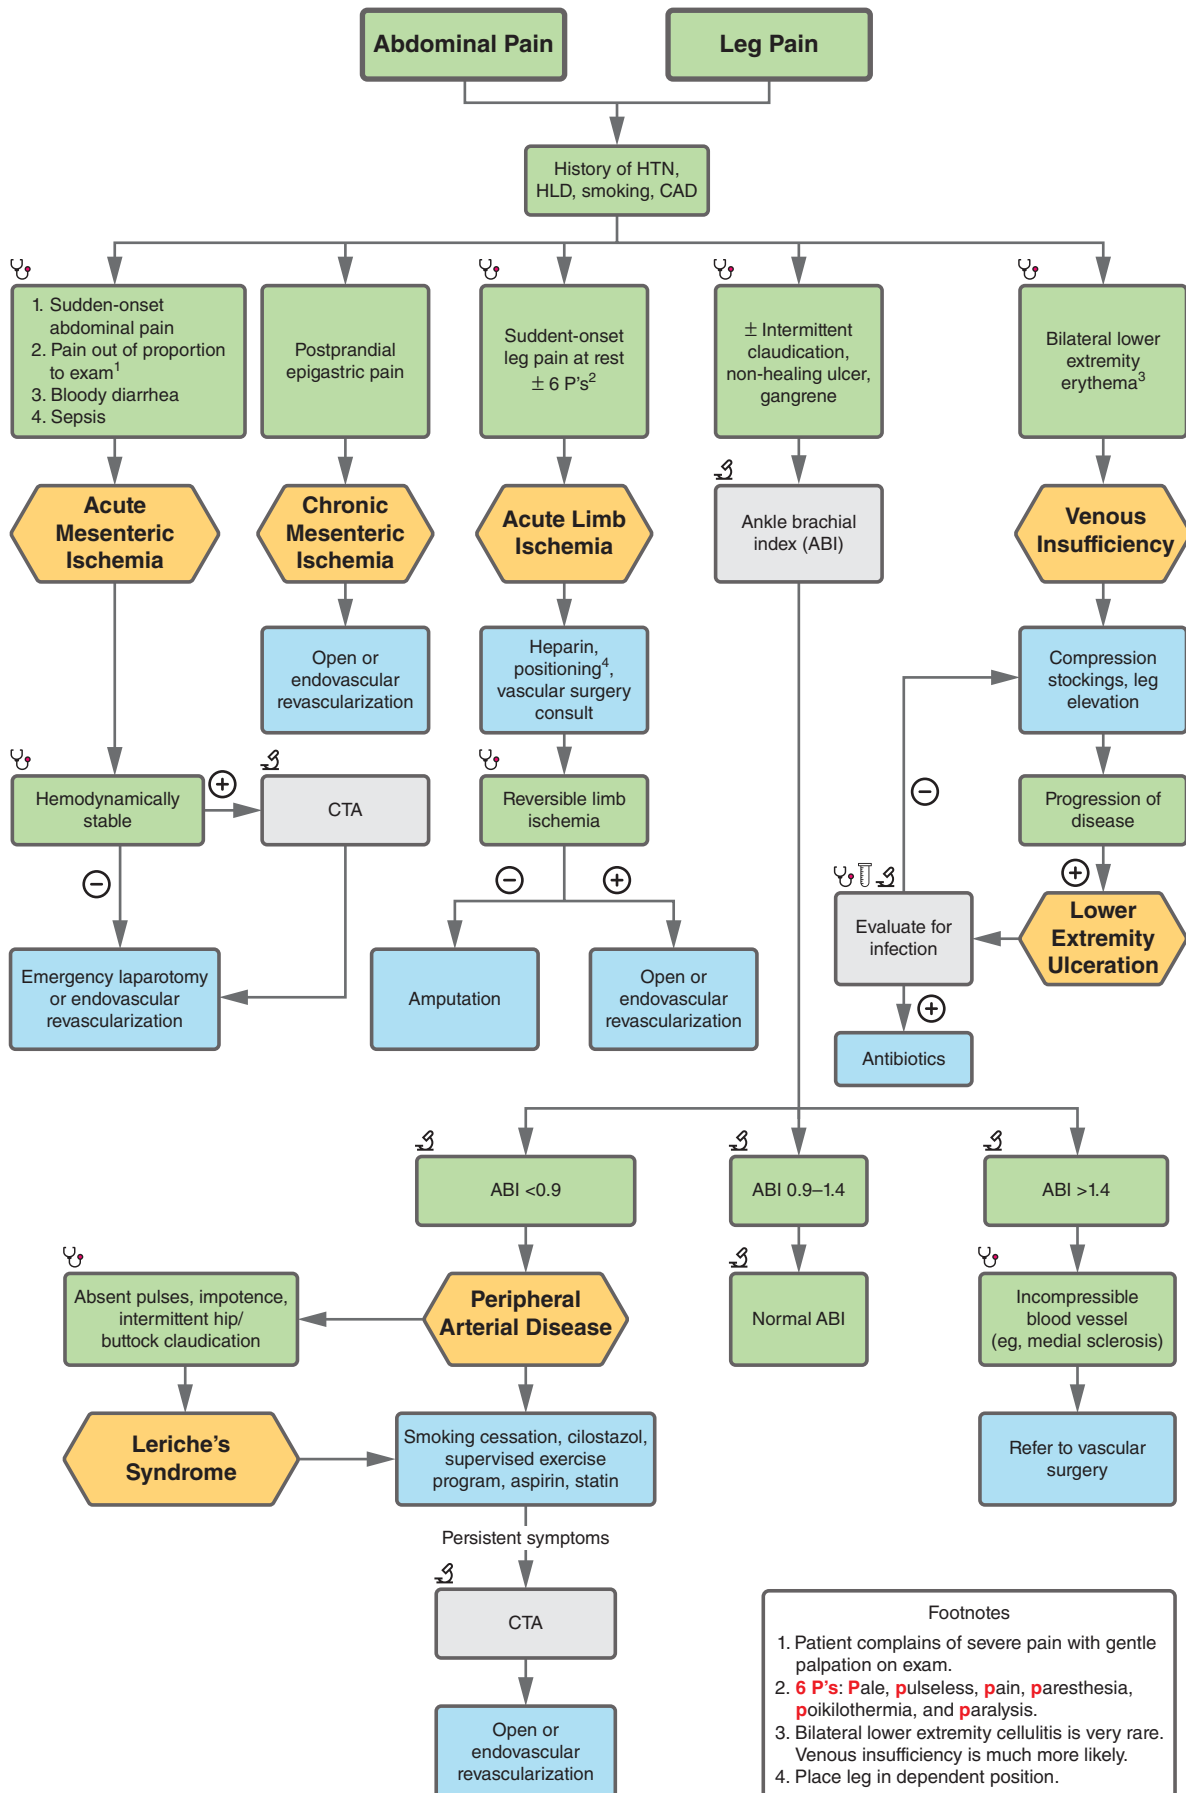 Abdominal Pain
Leg Pain
History of HTN,
HLD, smoking, CAD
1. Sudden-onset
abdominal pain
2. Pain out of proportion
to exam1
3. Bloody diarrhea
4. Sepsis
Postprandial
epigastric pain
Suddent-onset
leg pain at rest
± 6 P's2
± Intermittent
claudication,
non-healing ulcer,
gangrene
Bilateral lower
extremity
erythema3
Acute
Mesenteric
Ischemia
Chronic
Mesenteric
Ischemia
Acute Limb
Ischemia
Ankle brachial
index (ABI)
Venous
Insufficiency
Open or
endovascular
revascularization
Heparin,
positioning4,
vascular surgery
consult
Compression
stockings, leg
elevation
Hemodynamically
stable
+
CTA
Reversible limb
ischemia
−
Progression of
disease
−
−
+
+
Emergency laparotomy
or endovascular
revascularization
Amputation
Open or
endovascular
revascularization
Evaluate for
infection
Lower
Extremity
Ulceration
+
Antibiotics
ABI <0.9
ABI 0.9–1.4
ABI >1.4
Absent pulses, impotence,
intermittent hip/
buttock claudication
Peripheral
Arterial Disease
Normal ABI
Incompressible
blood vessel
(eg, medial sclerosis)
Leriche's
Syndrome
Smoking cessation, cilostazol,
supervised exercise
program, aspirin, statin
Refer to vascular
surgery
Persistent symptoms
CTA
Open or
endovascular
revascularization
Footnotes
1. Patient complains of severe pain with gentle
palpation on exam.
2. 6 P's: Pale, pulseless, pain, paresthesia,
poikilothermia, and paralysis.
3. Bilateral lower extremity cellulitis is very rare.
Venous insufficiency is much more likely.
4. Place leg in dependent position.